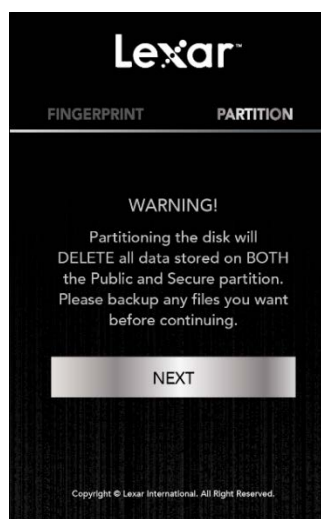 Lexar™
FINGERPRINT PARTITION
WARNING!
Partitioning the disk will
DELETE all data stored on BOTH
the Public and Secure partition.
Please backup any files you want
before continuing.
NEXT
Copyright © Lexar International. All Right Reserved.